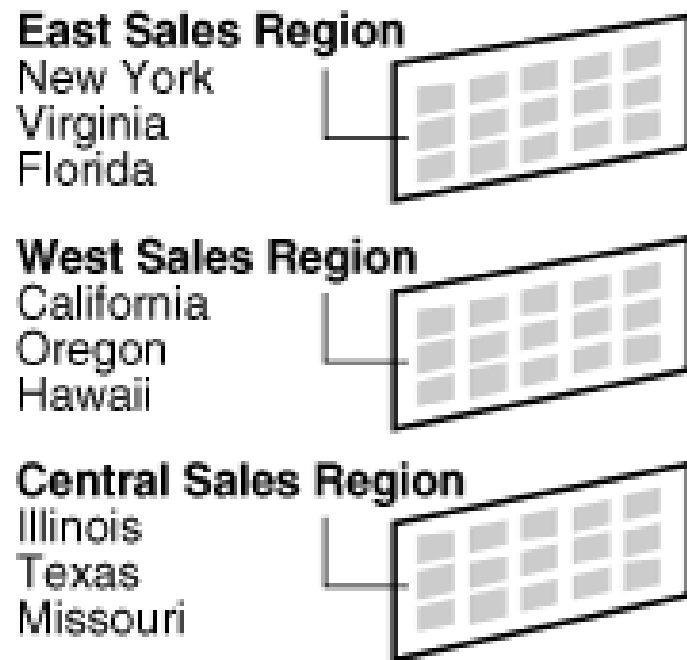 East Sales Region
New York
Virginia
Florida
West Sales Region
California
Oregon
Hawaii
Central Sales Region
Illinois
Texas
Missouri